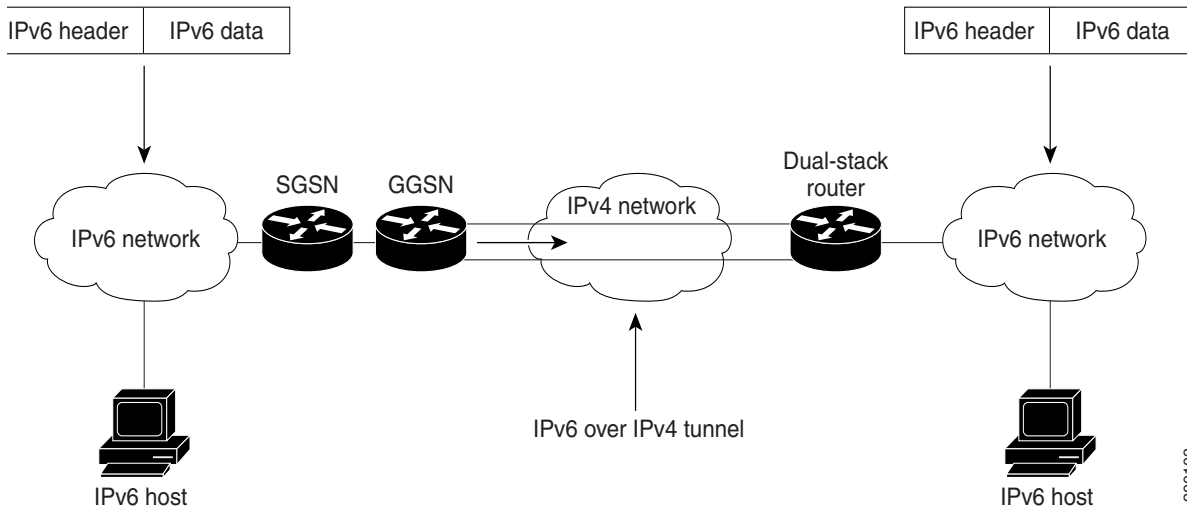 IPv6 header IPv6 data
IPv6 header IPv6 data
SGSN
GGSN
Dual-stack
router
IPv6 network
IPv4 network
IPv6 network
IPv6 over IPv4 tunnel
IPv6 host
IPv6 host